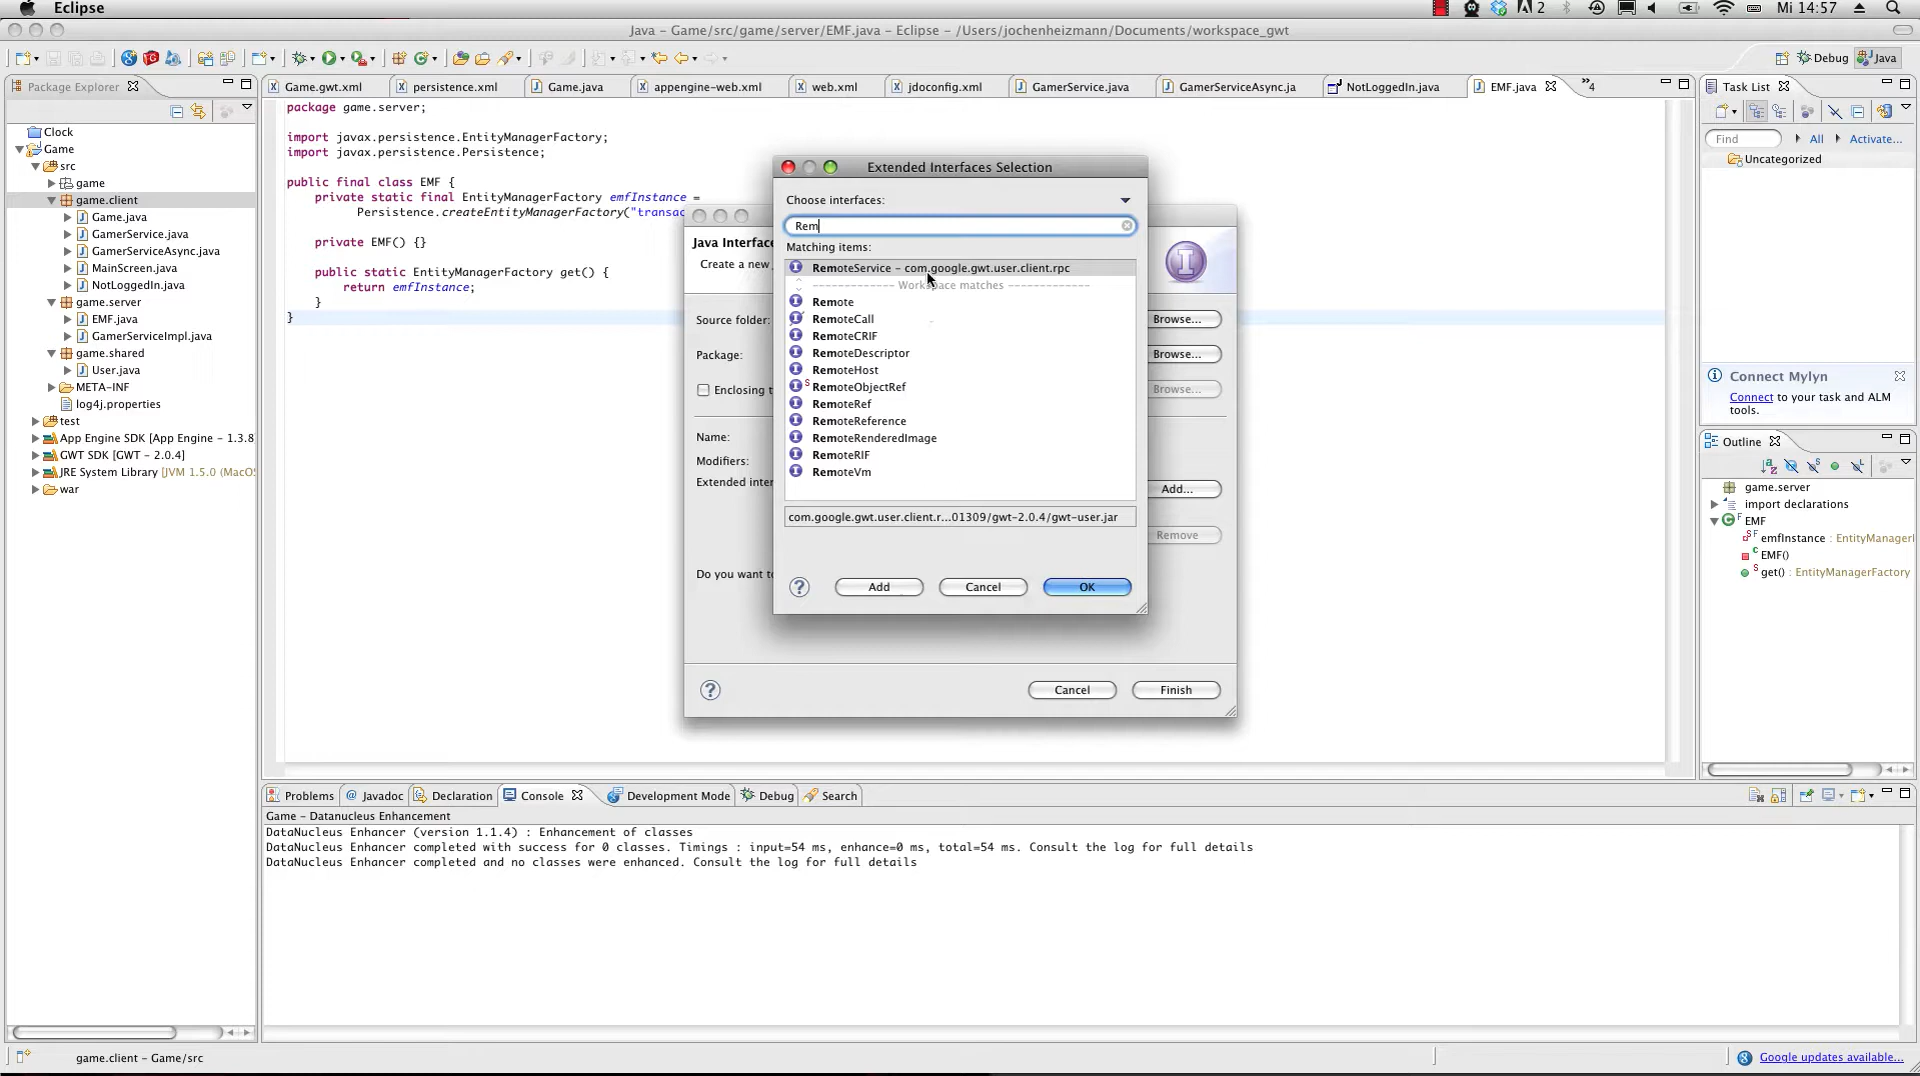 Eclipse
2
Mi 14:57
Java - Game/src/game/server/EMF.java - Eclipse - /Users/jochenheizmann/Documents/workspace_gwt
Debug
Java
Package Explorer
Game.gwt.xml
persistence.xml
Game.java
appengine-web.xml
web.xml
jdoconfig.xml
GamerService.java
GamerServiceAsync.ja
NotLoggedIn.java
EMF.java
»4
Task List
Find
All
Activate...
Uncategorized
Clock
Game
src
game
game.client
Game.java
GamerService.java
GamerServiceAsync.java
MainScreen.java
NotLoggedIn.java
game.server
EMF.java
GamerServiceImpl.java
game.shared
User.java
META-INF
log4j.properties
test
App Engine SDK [App Engine - 1.3.8
GWT SDK [GWT - 2.0.4]
JRE System Library [JVM 1.5.0 (MacOS
war
package game.server;
import javax.persistence.EntityManagerFactory;
import javax.persistence.Persistence;
public final class EMF {
private static final EntityManagerFactory emfInstance =
Persistence.createEntityManagerFactory("transac
private EMF() {}
public static EntityManagerFactory get() {
return emfInstance;
}
}
Java Interface
Create a new
Source folder:
Browse...
Package:
Browse...
Enclosing t
Browse...
Name:
Modifiers:
Extended inter
Add...
Remove
Do you want to
?
Cancel
Finish
Extended Interfaces Selection
Choose interfaces:
Rem
Matching items:
RemoteService - com.google.gwt.user.client.rpc
Workspace matches
Remote
RemoteCall
RemoteCRIF
RemoteDescriptor
RemoteHost
RemoteObjectRef
RemoteRef
RemoteReference
RemoteRenderedImage
RemoteRIF
RemoteVm
com.google.gwt.user.client.r...01309/gwt-2.0.4/gwt-user.jar
?
Add
Cancel
OK
Connect Mylyn
Connect to your task and ALM
tools.
Outline
game.server
import declarations
EMF
emfInstance : EntityManagerI
EMF()
get() : EntityManagerFactory
Problems
@ Javadoc
Declaration
Console
Development Mode
Debug
Search
Game - Datanucleus Enhancement
DataNucleus Enhancer (version 1.1.4) : Enhancement of classes
DataNucleus Enhancer completed with success for 0 classes. Timings : input=54 ms, enhance=0 ms, total=54 ms. Consult the log for full details
DataNucleus Enhancer completed and no classes were enhanced. Consult the log for full details
game.client - Game/src
Google updates available...